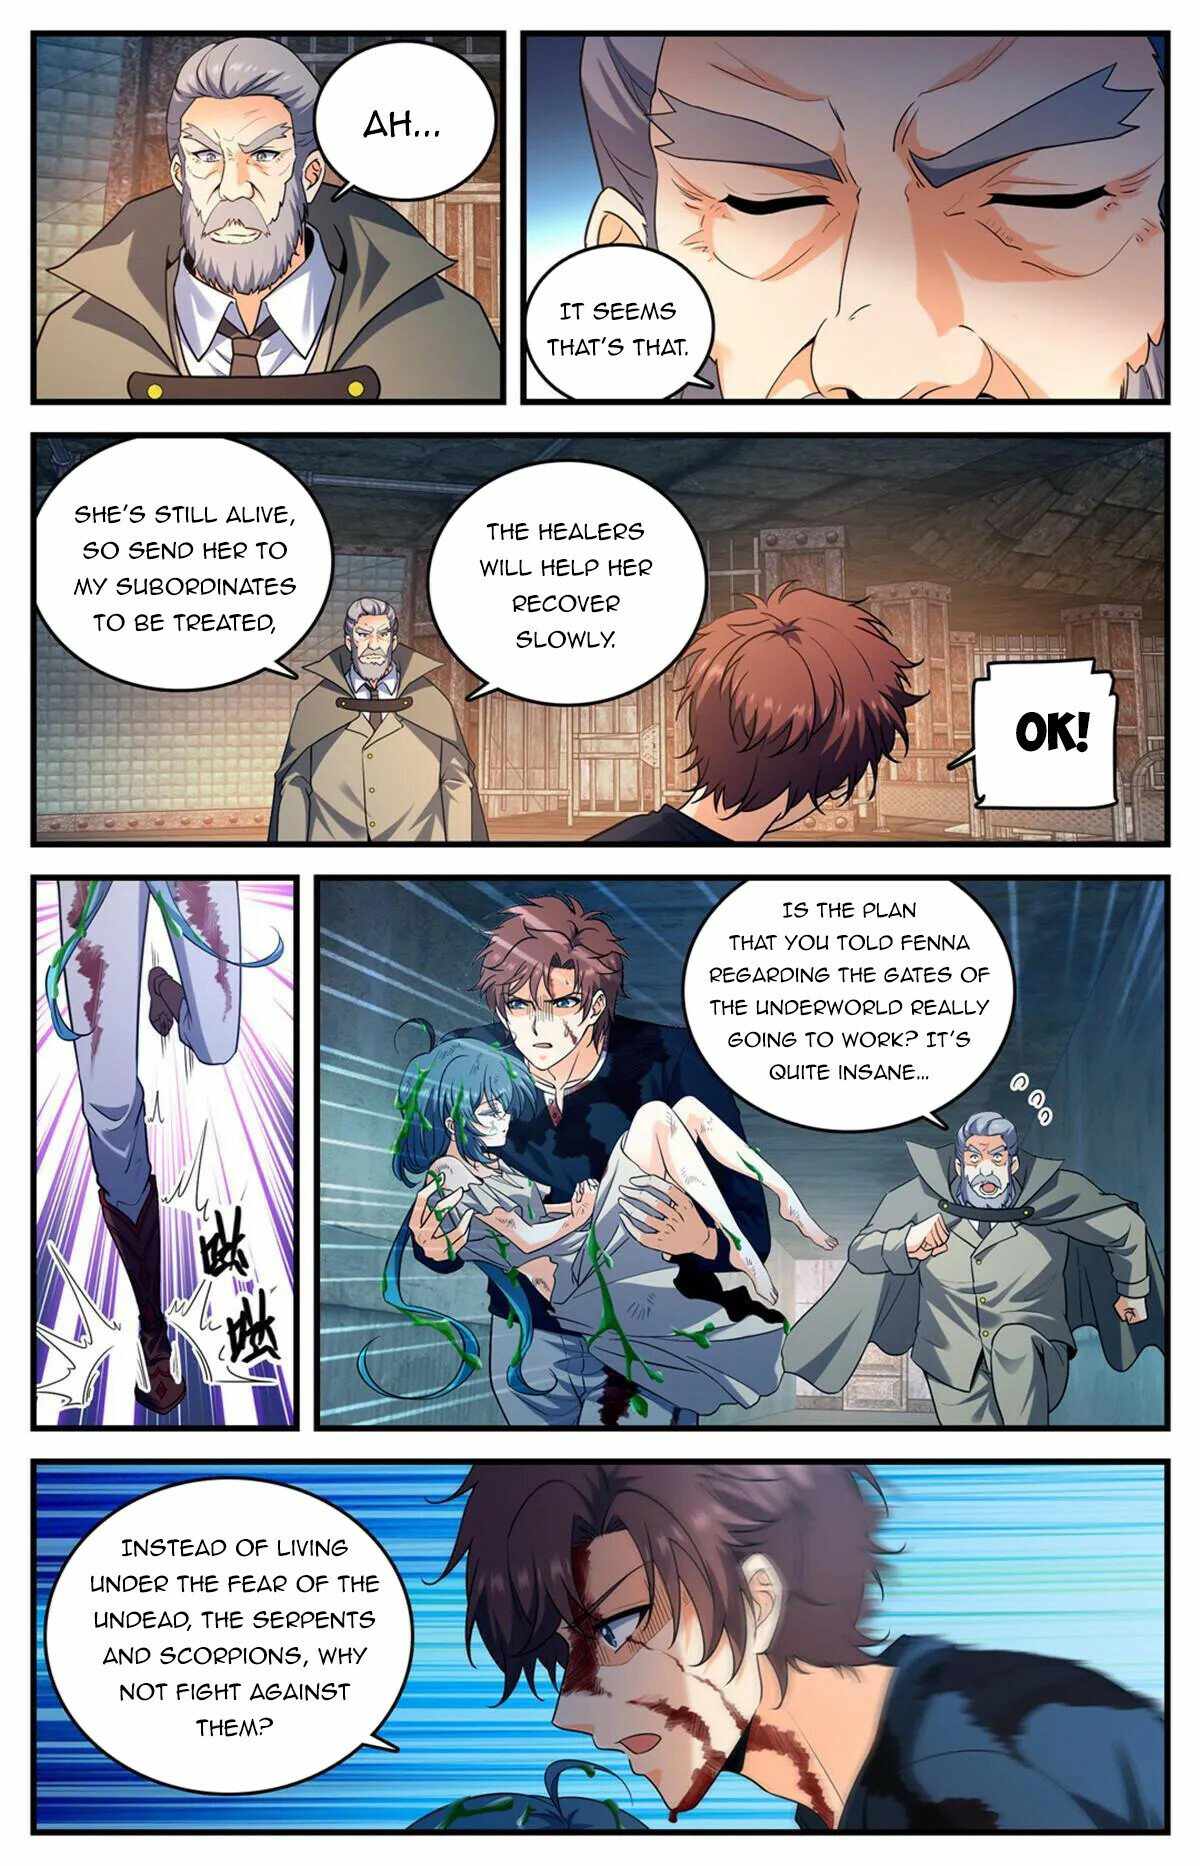 AH...
IT SEEMS
THAT'S THAT.
SHE'S STILL ALIVE,
SO SEND HER TO
MY SUBORDINATES
TO BE TREATED,
THE HEALERS
WILL HELP HER
RECOVER
SLOWLY.
OK!
IS THE PLAN
THAT YOU TOLD FENNA
REGARDING THE GATES OF
THE UNDERWORLD REALLY
GOING TO WORK? IT'S
QUITE INSANE...
INSTEAD OF LIVING
UNDER THE FEAR OF THE
UNDEAD, THE SERPENTS
AND SCORPIONS, WHY
NOT FIGHT AGAINST
THEM?